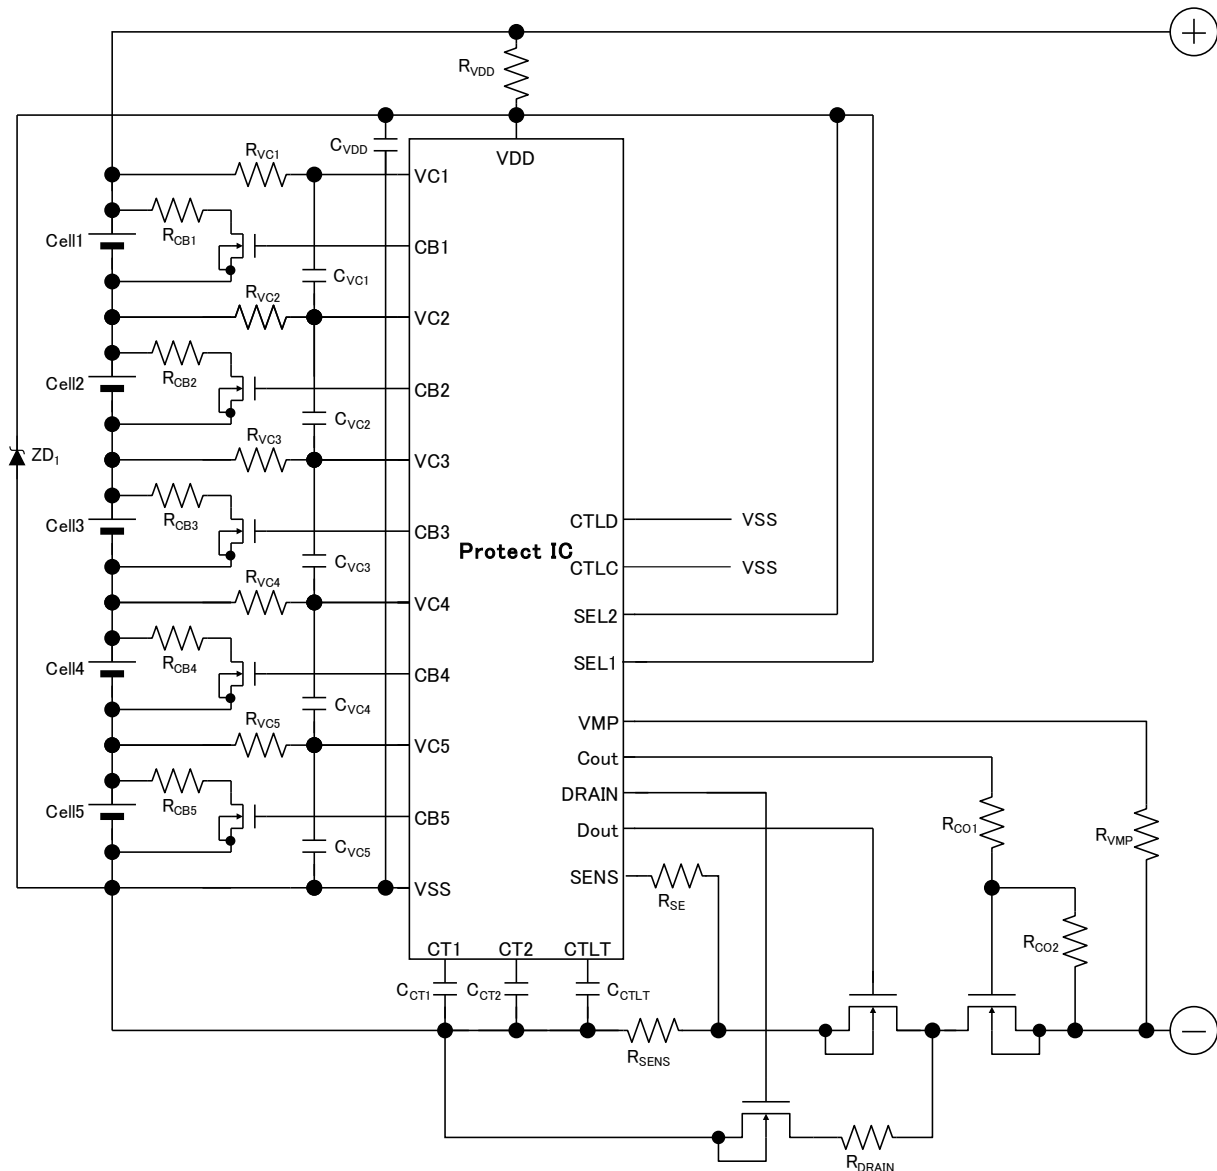 +
RVDD
RVC1
CVDD
VDD
VC1
Cell1
RCB1
CB1
CVC1
RVC2
VC2
Cell2
RCB2
CB2
CVC2
RVC3
ZD1
VC3
Cell3
RCB3
CB3
CTLD
VSS
Protect IC
CVC3
CTLC
VSS
RVC4
VC4
SEL2
Cell4
RCB4
CB4
SEL1
CVC4
RVC5
VMP
VC5
Cout
Cell5
RCB5
CB5
DRAIN
Dout
RCO1
RVMP
CVC5
SENS
VSS
RSE
RCO2
CT1
CT2
CTLT
CCT1
CCT2
CCTLT
RSENS
−
RDRAIN